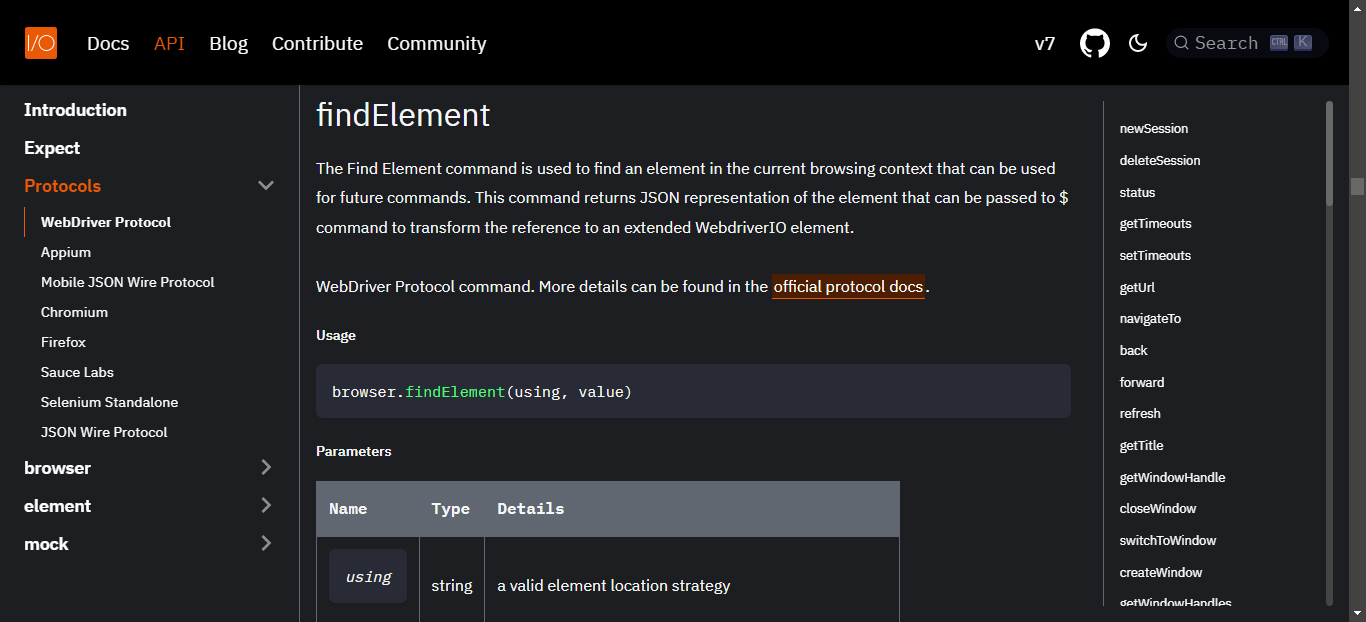 I/O
Docs API Blog Contribute Community
v7
Search CTRL K
Introduction
Expect
Protocols
WebDriver Protocol
Appium
Mobile JSON Wire Protocol
Chromium
Firefox
Sauce Labs
Selenium Standalone
JSON Wire Protocol
browser
element
mock
findElement
The Find Element command is used to find an element in the current browsing context that can be used
for future commands. This command returns JSON representation of the element that can be passed to $
command to transform the reference to an extended WebdriverIO element.
WebDriver Protocol command. More details can be found in the official protocol docs.
Usage
browser.findElement(using, value)
Parameters
Name Type Details
using string a valid element location strategy
newSession
deleteSession
status
getTimeouts
setTimeouts
getUrl
navigateTo
back
forward
refresh
getTitle
getWindowHandle
closeWindow
switchToWindow
createWindow
getWindowHandles